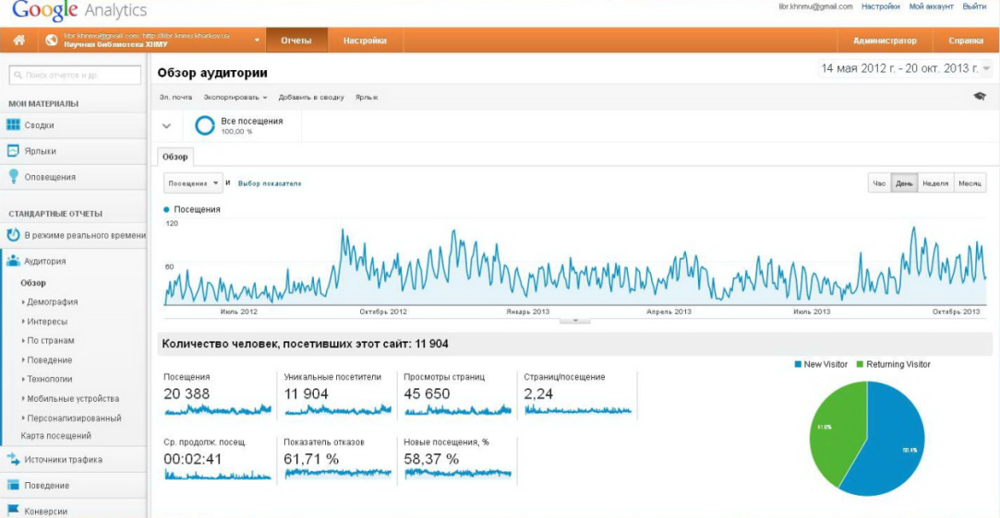 Google Analytics
libr.khnmu@gmail.com Настройки Мой аккаунт Выйти
libr.khnmu@gmail.com - http://libr.knmu.kharkov.ua
Научная библиотека ХНМУ
Отчеты Настройка
Администратор Справка
Поиск отчетов и др.
МОИ МАТЕРИАЛЫ
Сводки
Ярлыки
Оповещения
СТАНДАРТНЫЕ ОТЧЕТЫ
В режиме реального времени
Аудитория
Обзор
Демография
Интересы
По странам
Поведение
Технологии
Мобильные устройства
Персонализированный
Карта посещений
Источники трафика
Поведение
Конверсии
Обзор аудитории
14 мая 2012 г. - 20 окт. 2013 г.
Эл. почта Экспортировать Добавить в сводку Ярлык
Все посещения
100,00 %
Обзор
Посещения И Выбор показателя
Час День Неделя Месяц
Посещения
120
60
Июль 2012 Октябрь 2012 Январь 2013 Апрель 2013 Июль 2013 Октябрь 2013
Количество человек, посетивших этот сайт: 11 904
Посещения Уникальные посетители Просмотры страниц Страниц/посещение
20 388 11 904 45 650 2,24
Ср. продолж. посещ. Показатель отказов Новые посещения, %
00:02:41 61,71 % 58,37 %
New Visitor Returning Visitor
41.6%
58.4%